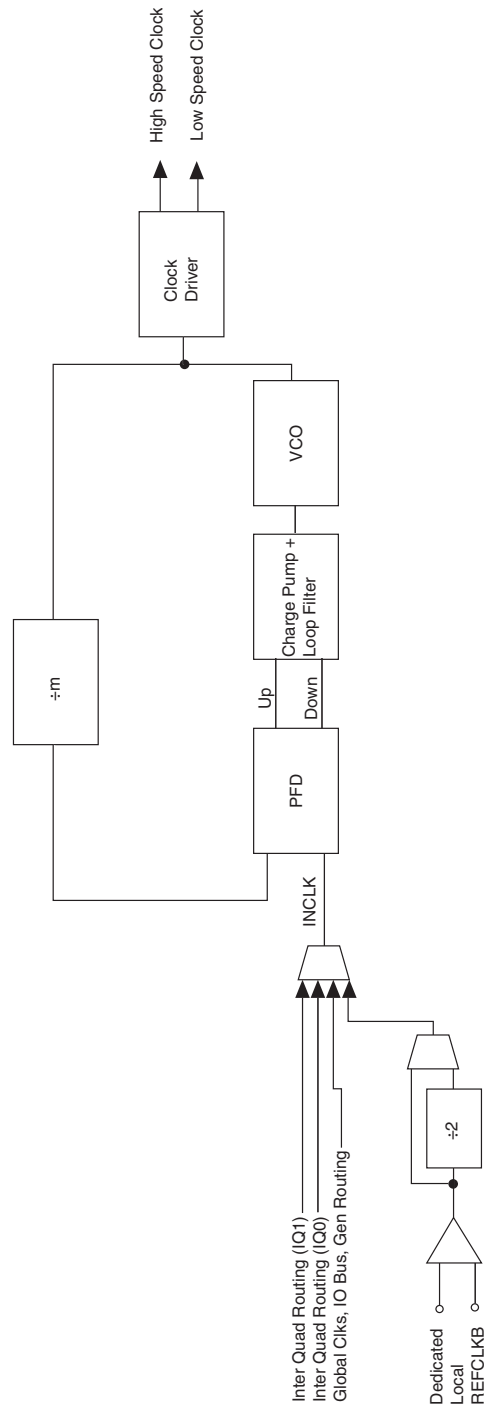 ÷m
High Speed Clock
Low Speed Clock
Clock
Driver
Up
Down
INCLK
PFD
Charge Pump +
Loop Filter
VCO
Inter Quad Routing (IQ1)
Inter Quad Routing (IQ0)
Global Clks, IO Bus, Gen Routing
÷2
Dedicated
Local
REFCLKB